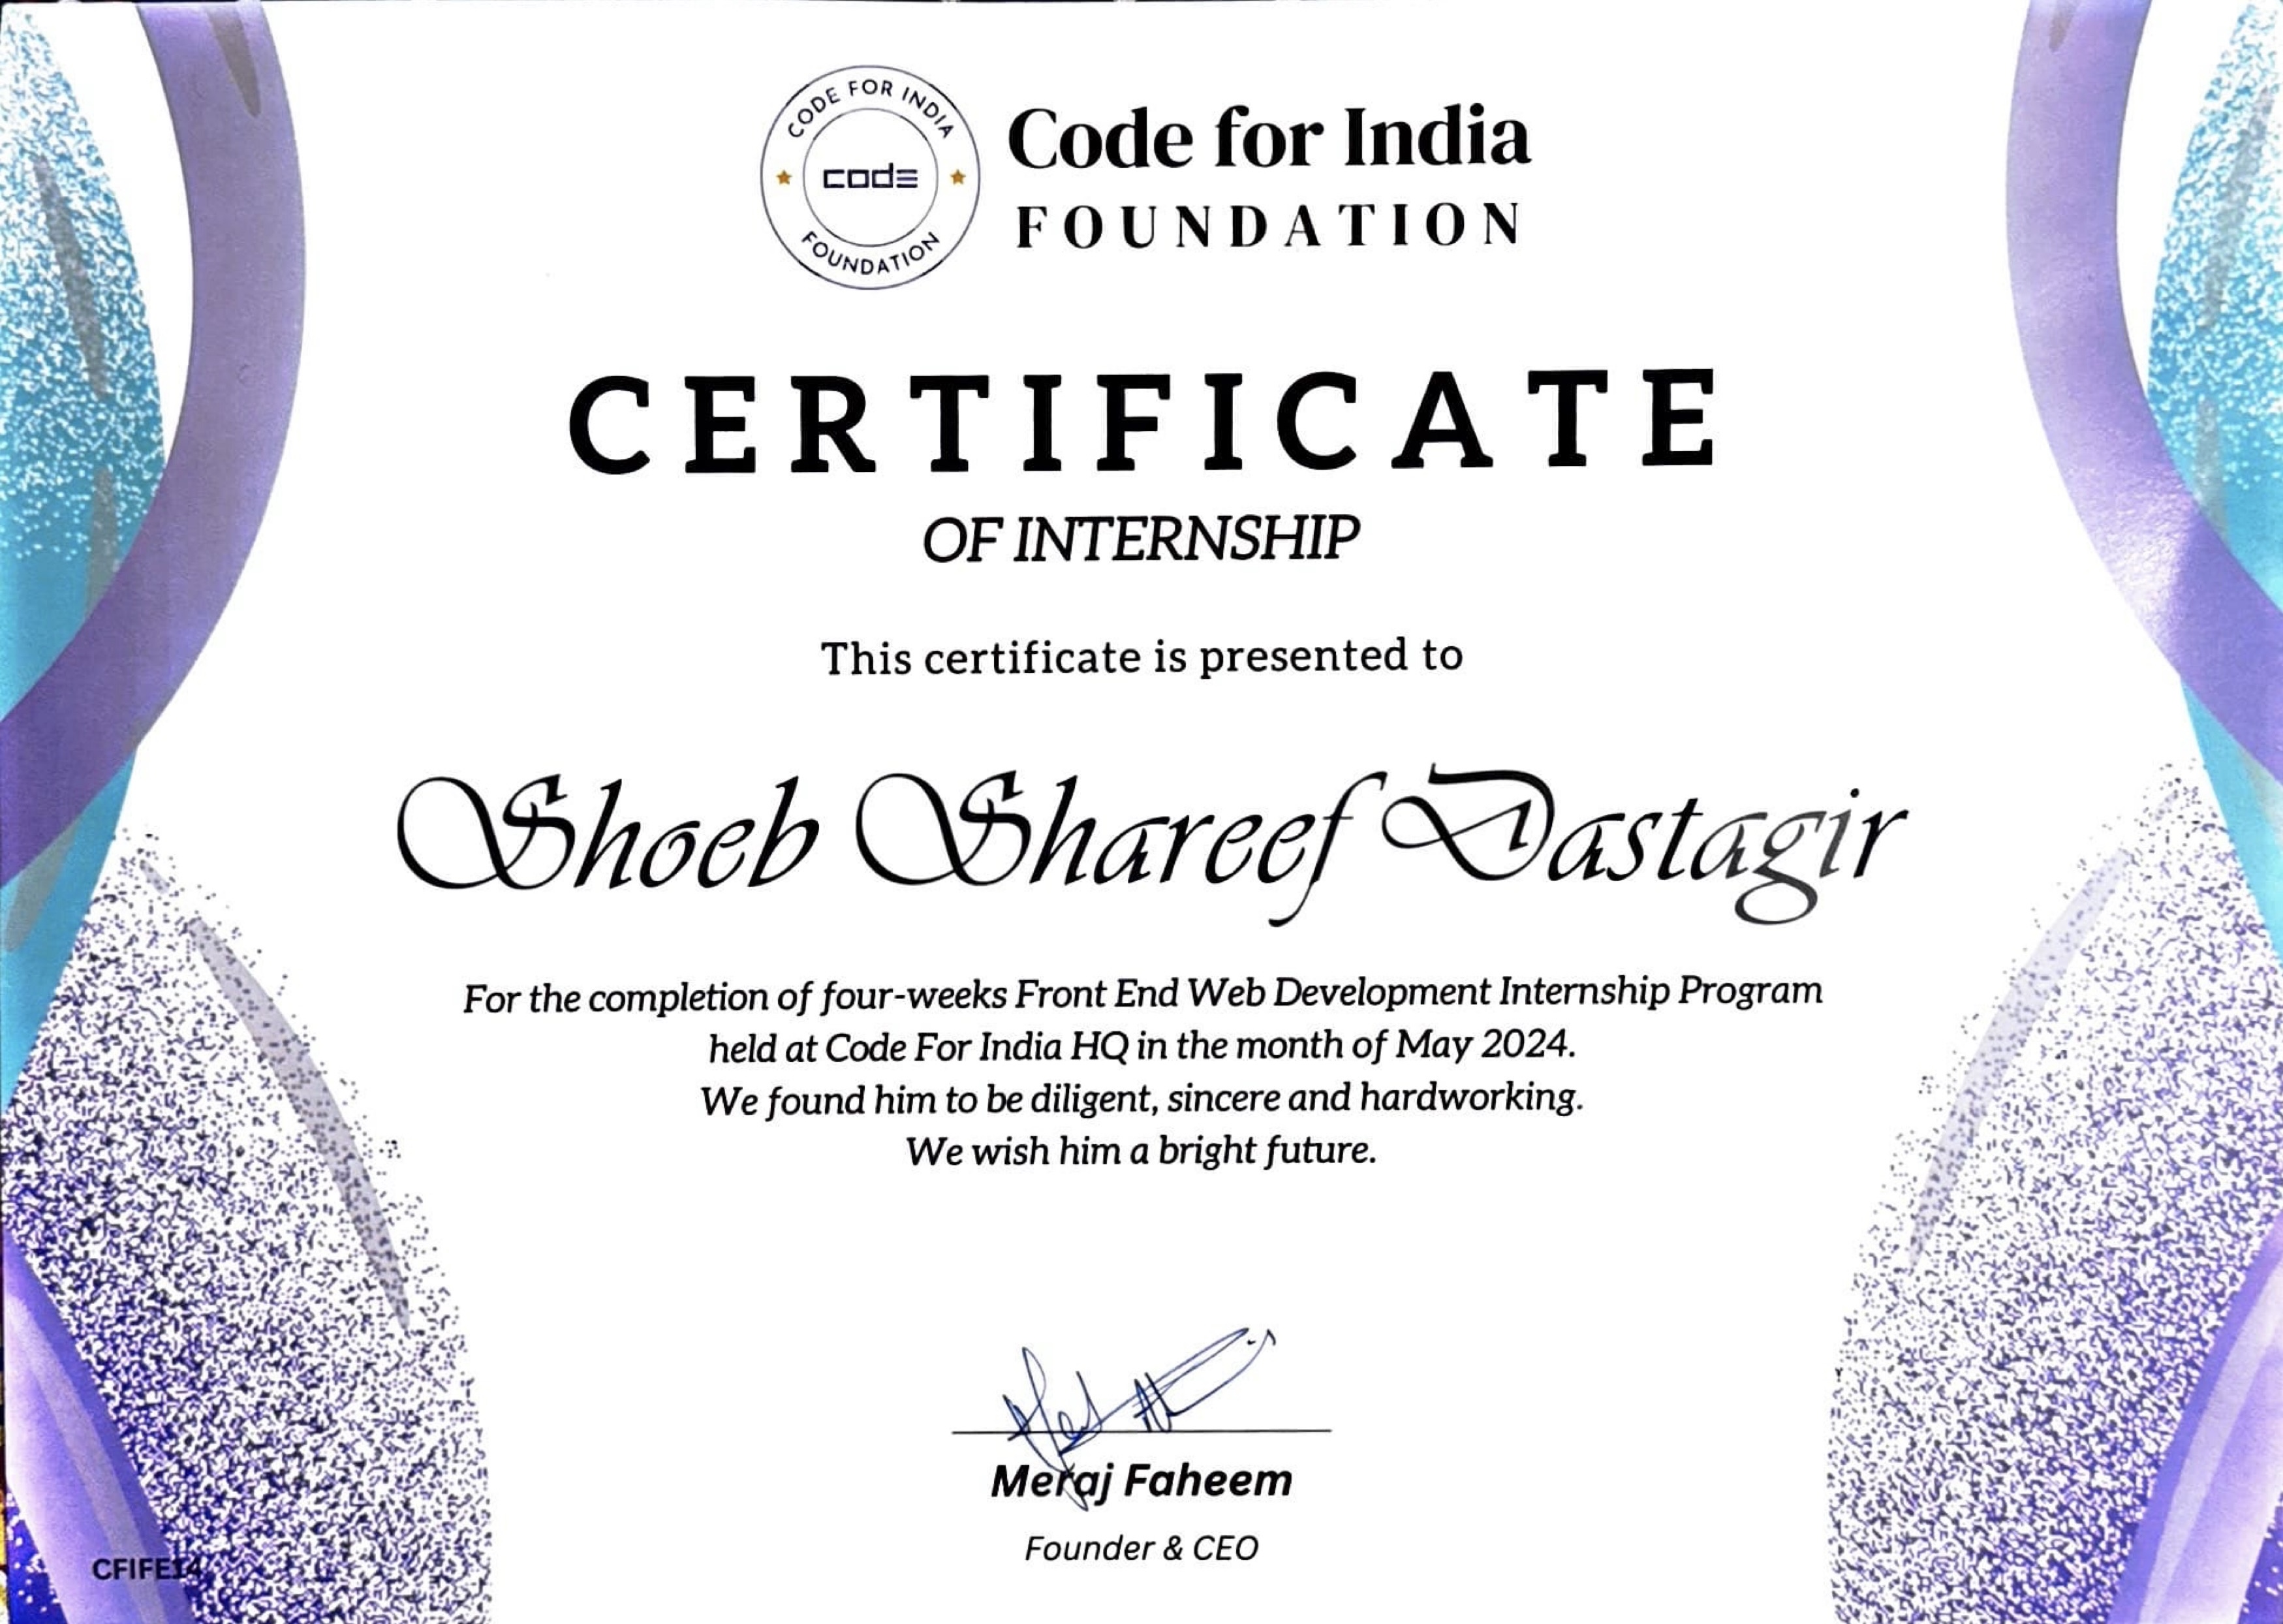 CODE FOR INDIA
code
FOUNDATION
Code for India
FOUNDATION
CERTIFICATE
OF INTERNSHIP
This certificate is presented to
Shoeb Shareef Dastagir
For the completion of four-weeks Front End Web Development Internship Program
held at Code For India HQ in the month of May 2024.
We found him to be diligent, sincere and hardworking.
We wish him a bright future.
Meraj Faheem
Founder & CEO
CFIFE14